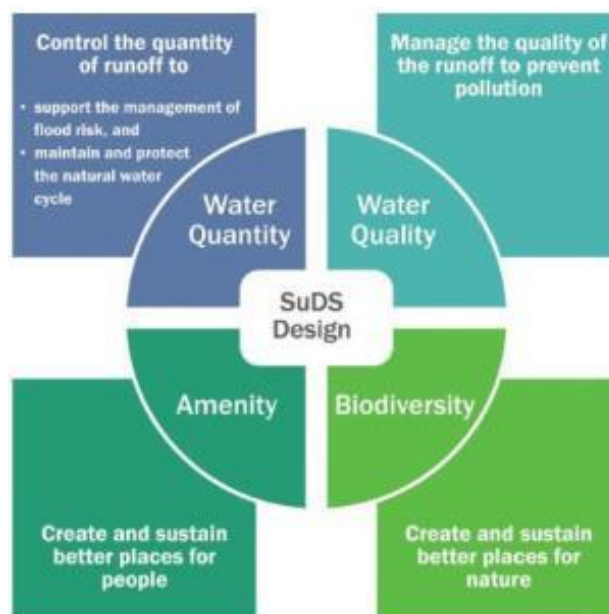 Control the quantity
of runoff to
• support the management of
flood risk, and
• maintain and protect
the natural water
cycle
Manage the quality of
the runoff to prevent
pollution
Water
Quantity
Water
Quality
SuDS
Design
Amenity
Biodiversity
Create and sustain
better places for
people
Create and sustain
better places for
nature